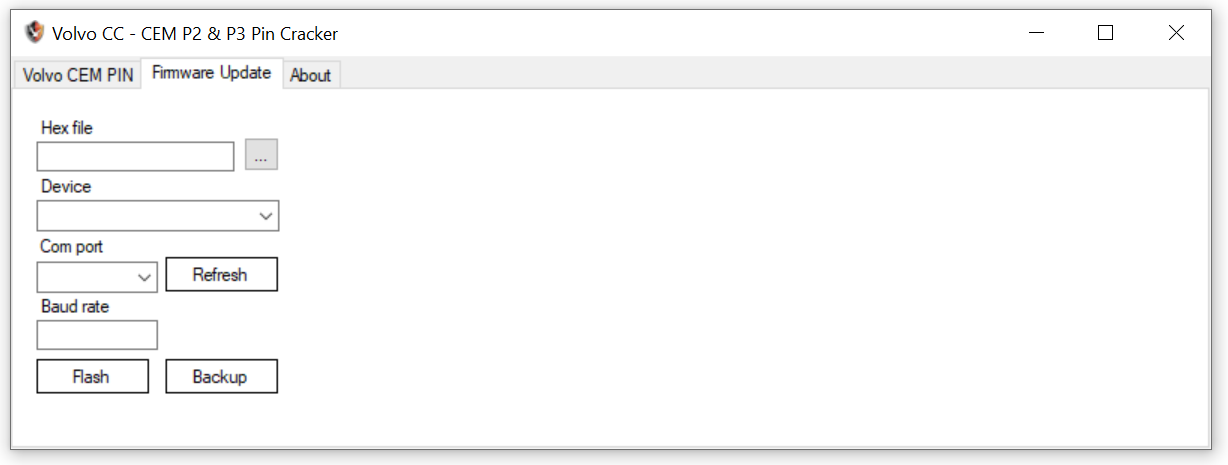 Volvo CC - CEM P2 & P3 Pin Cracker
Volvo CEM PIN Firmware Update About
Hex file
...
Device
Com port
Refresh
Baud rate
Flash Backup